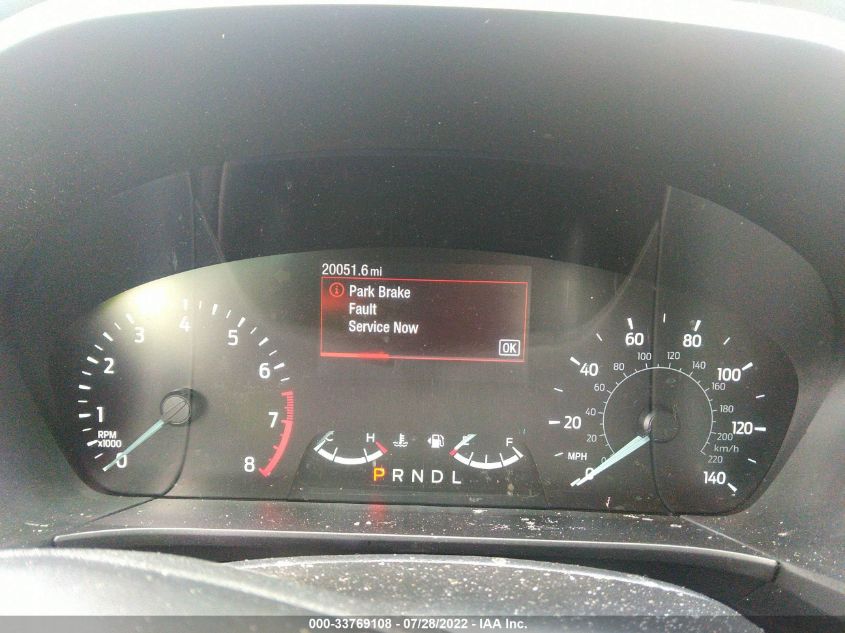 20051.6 mi
Park Brake
Fault
Service Now
OK
0 1 2 3 4 5 6 7 8
RPM
x1000
C H
E F
P R N D L
0 20 40 60 80 100 120 140
MPH
20 40 60 80 100 120 140 160 180 200 220
km/h
000-33769108 - 07/28/2022 - IAA Inc.